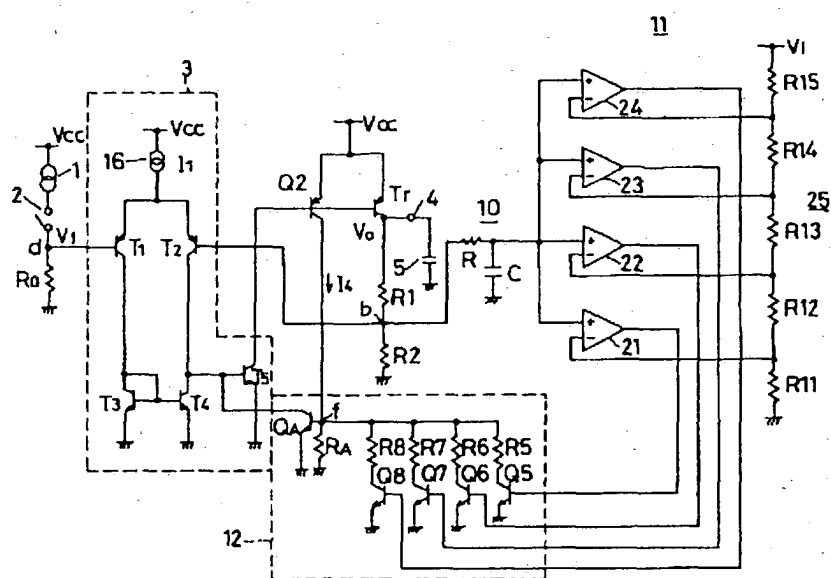 11
3
Vcc
Vcc
Vcc
V1
1
16
I1
2
V1
d
T1
T2
Q2
Tr
4
Vo
5
R1
b
R2
10
R
C
24
23
22
21
R15
R14
R13
25
R12
R11
I4
T3
T4
QA
f
RA
R8
R7
R6
R5
Q8
Q7
Q6
Q5
12